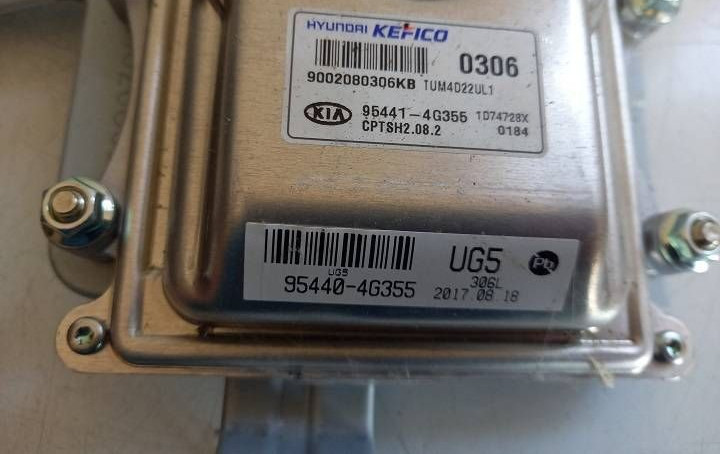 HYUNDAI KEFICO
0306
9002080306KB TUM4D22UL1
KIA 95441-4G355 1D74728X
CPTSH2.08.2 0184
UG5 Pb
UG5
306L
95440-4G355 2017.08.18